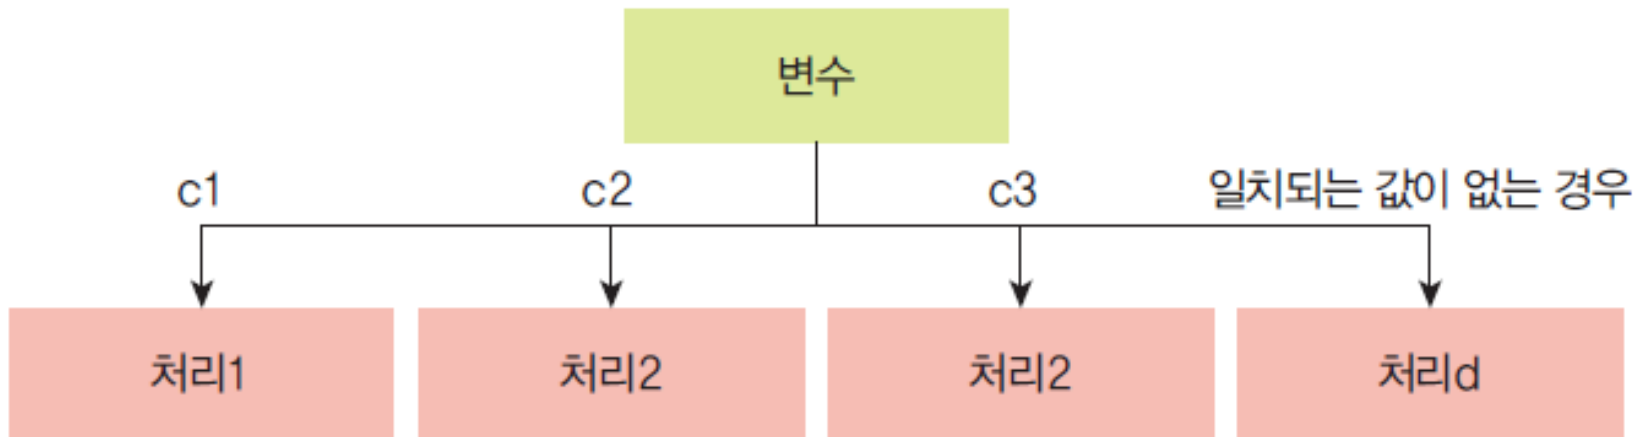 변수
c1
c2
c3
일치되는 값이 없는 경우
처리1
처리2
처리2
처리d